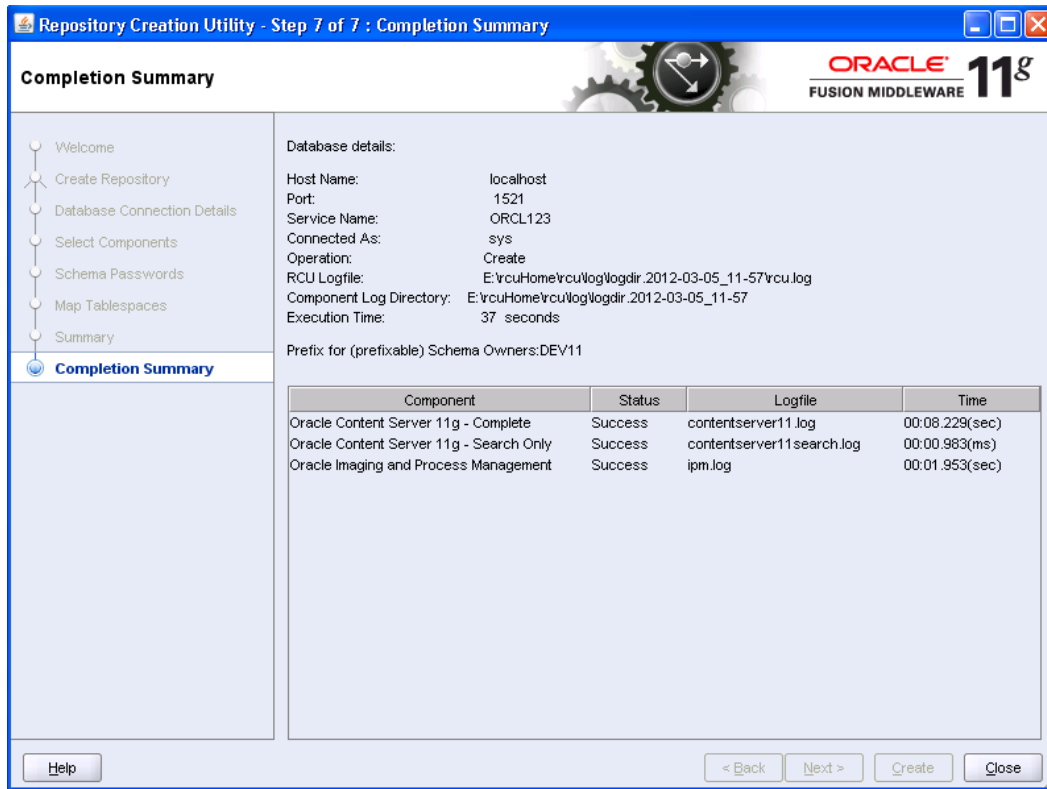 Repository Creation Utility - Step 7 of 7 : Completion Summary
Completion Summary
ORACLE
FUSION MIDDLEWARE
11g
Welcome
Create Repository
Database Connection Details
Select Components
Schema Passwords
Map Tablespaces
Summary
Completion Summary
Database details:
Host Name: localhost
Port: 1521
Service Name: ORCL123
Connected As: sys
Operation: Create
RCU Logfile: E:\rcuHome\rcu\log\logdir.2012-03-05_11-57\rcu.log
Component Log Directory: E:\rcuHome\rcu\log\logdir.2012-03-05_11-57
Execution Time: 37 seconds
Prefix for (prefixable) Schema Owners:DEV11
Component Status Logfile Time
Oracle Content Server 11g - Complete Success contentserver11.log 00:08.229(sec)
Oracle Content Server 11g - Search Only Success contentserver11search.log 00:00.983(ms)
Oracle Imaging and Process Management Success ipm.log 00:01.953(sec)
Help < Back Next > Create Close